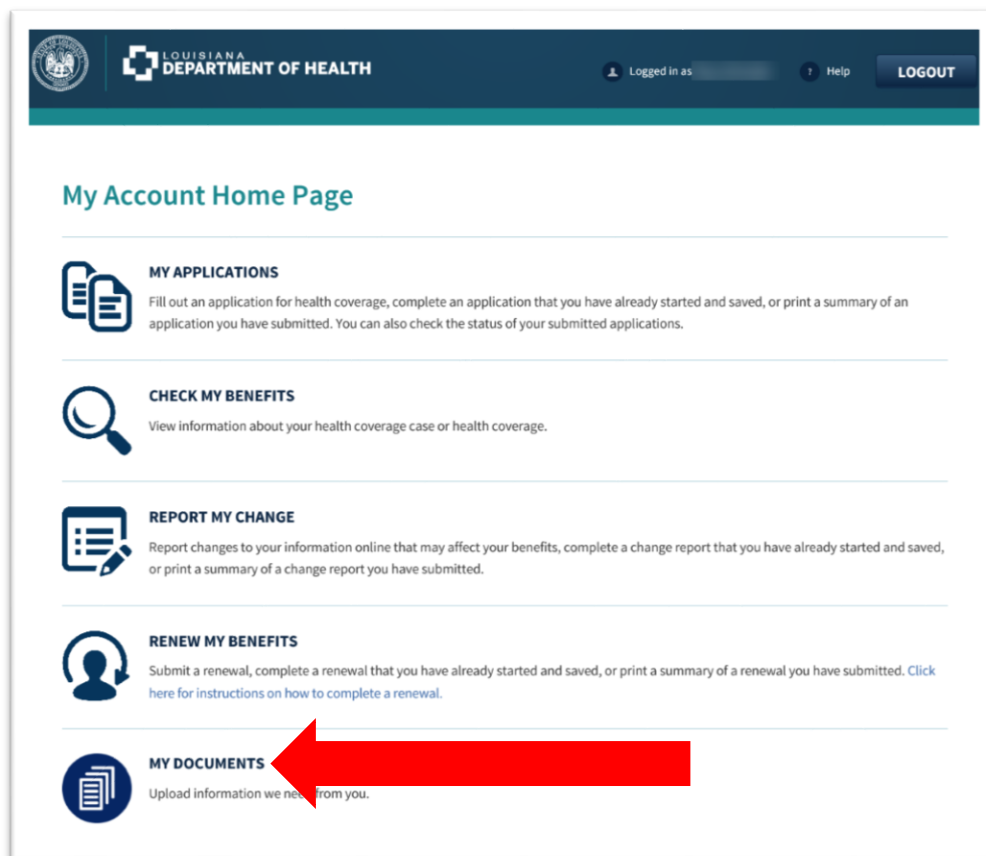 LOUISIANA
DEPARTMENT OF HEALTH
Logged in as
? Help
LOGOUT
My Account Home Page
MY APPLICATIONS
Fill out an application for health coverage, complete an application that you have already started and saved, or print a summary of an
application you have submitted. You can also check the status of your submitted applications.
CHECK MY BENEFITS
View information about your health coverage case or health coverage.
REPORT MY CHANGE
Report changes to your information online that may affect your benefits, complete a change report that you have already started and saved,
or print a summary of a change report you have submitted.
RENEW MY BENEFITS
Submit a renewal, complete a renewal that you have already started and saved, or print a summary of a renewal you have submitted. Click
here for instructions on how to complete a renewal.
MY DOCUMENTS
Upload information we need from you.